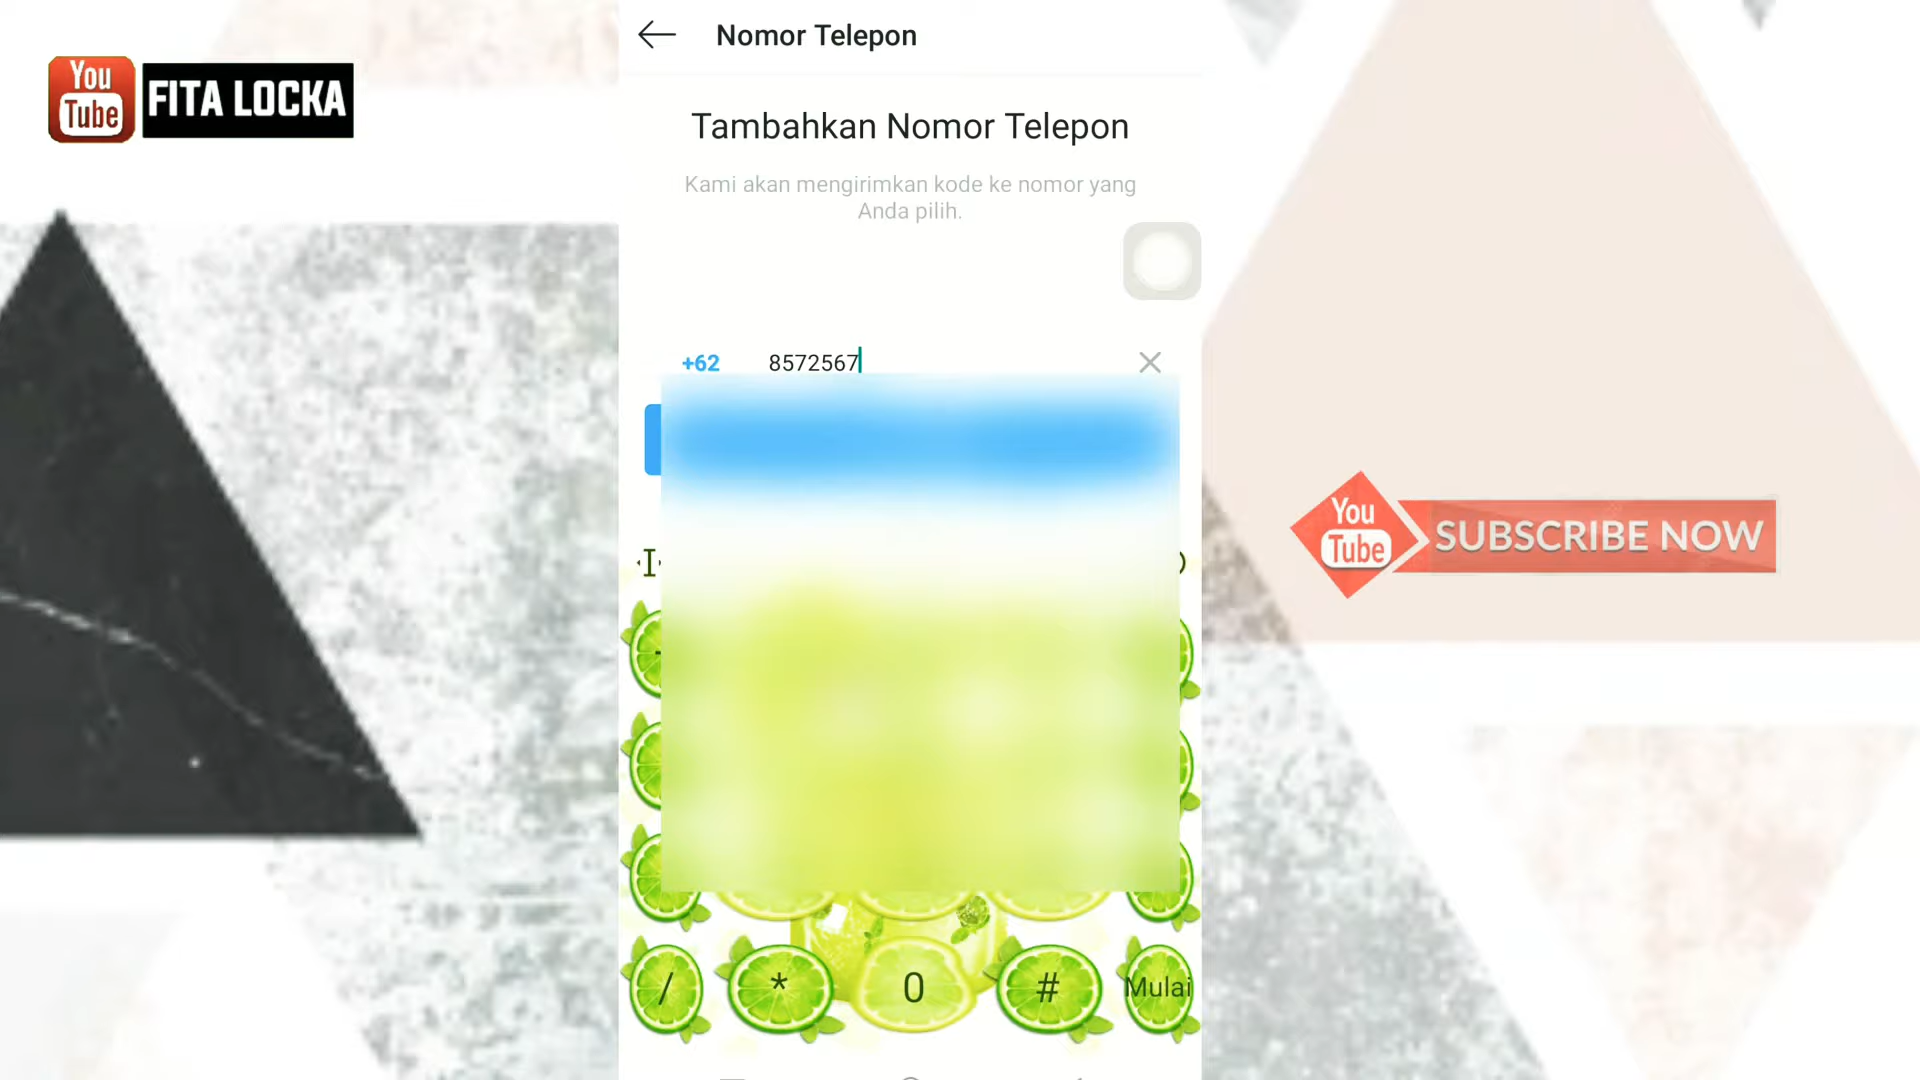 You
Tube
FITA LOCKA
Nomor Telepon
Tambahkan Nomor Telepon
Kami akan mengirimkan kode ke nomor yang
Anda pilih.
+62 8572567
You
Tube
SUBSCRIBE NOW
/ * 0 # Mulai